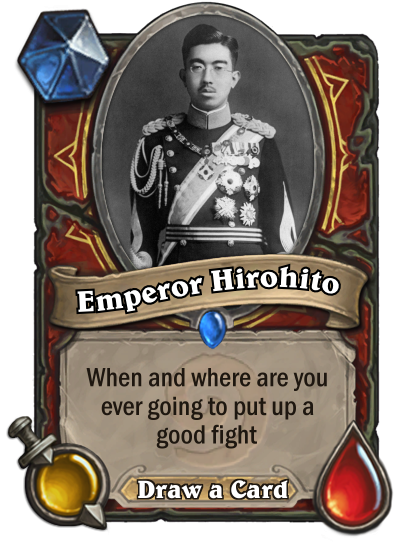 Emperor Hirohito
When and where are you
ever going to put up a
good fight
Draw a Card